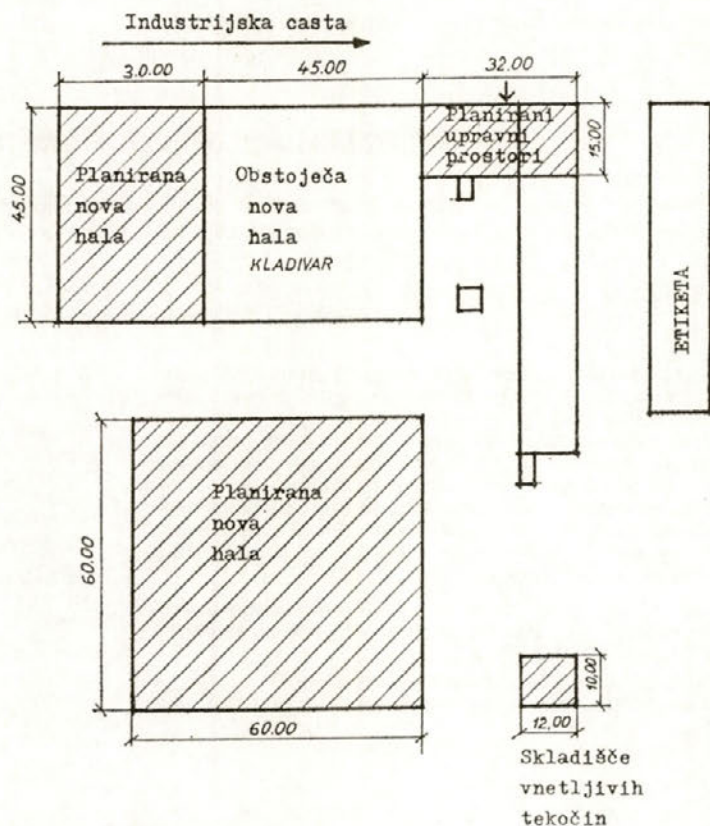 Industrijska casta
3.0.00
45.00
32.00
Planirani
upravni
prostori
15.00
45.00
Planirana
nova
hala
Obstoječa
nova
hala
KLADIVAR
ETIKETA
60.00
Planirana
nova
hala
60.00
10,00
12,00
Skladišče
vnetljivih
tekočin